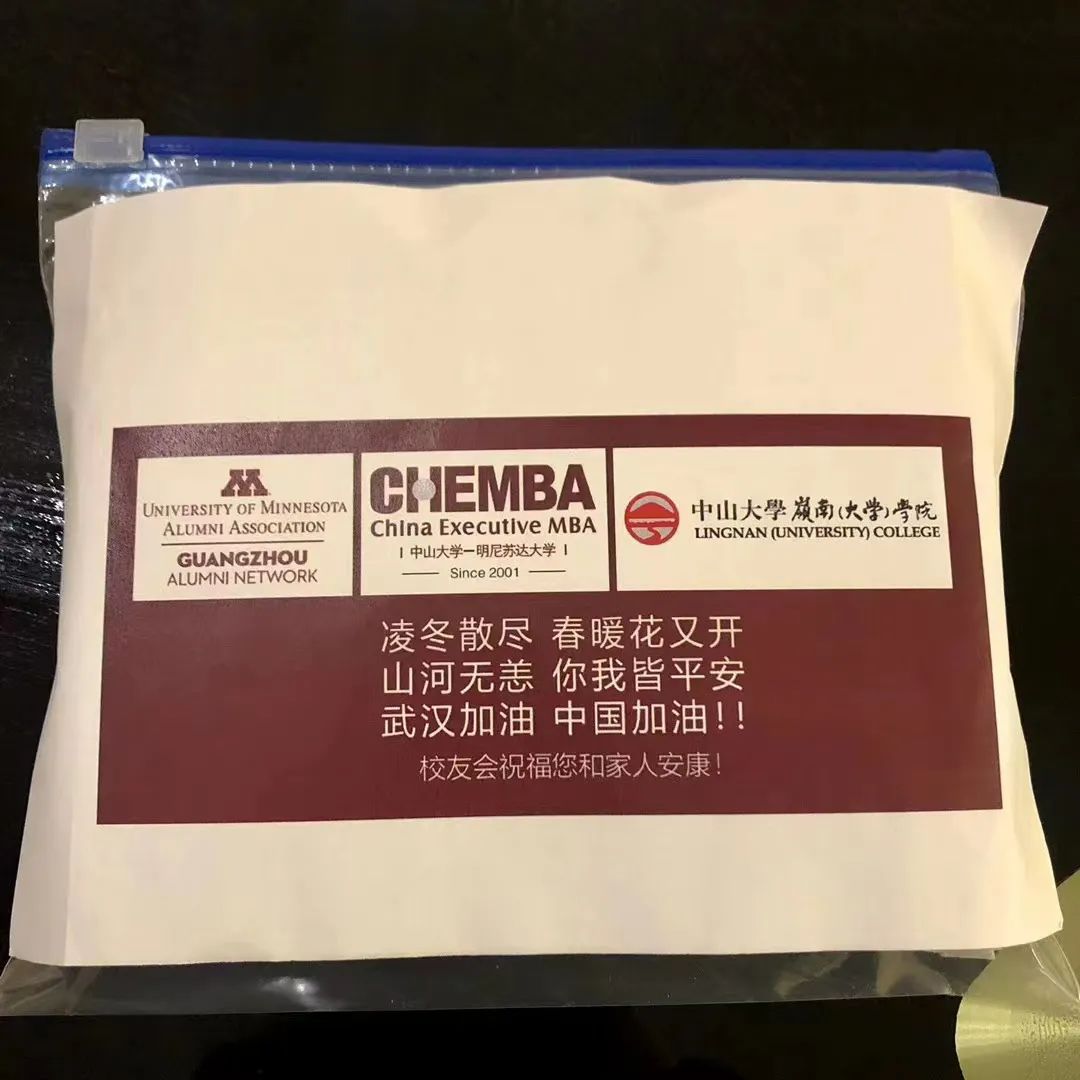 M
UNIVERSITY OF MINNESOTA
ALUMNI ASSOCIATION
GUANGZHOU
ALUMNI NETWORK
CHEMBA
China Executive MBA
| 中山大学—明尼苏达大学 |
Since 2001
中山大學嶺南(大学)学院
LINGNAN (UNIVERSITY) COLLEGE
凌冬散尽 春暖花又开
山河无恙 你我皆平安
武汉加油 中国加油!!
校友会祝福您和家人安康!